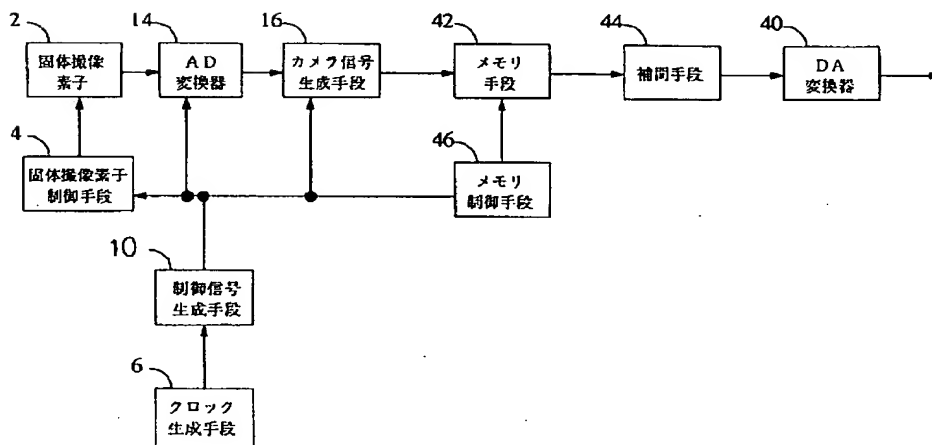 2
14
16
42
44
40
固体撮像
素子
AD
変換器
カメラ信号
生成手段
メモリ
手段
補間手段
DA
変換器
4
46
固体撮像素子
制御手段
メモリ
制御手段
10
制御信号
生成手段
6
クロック
生成手段